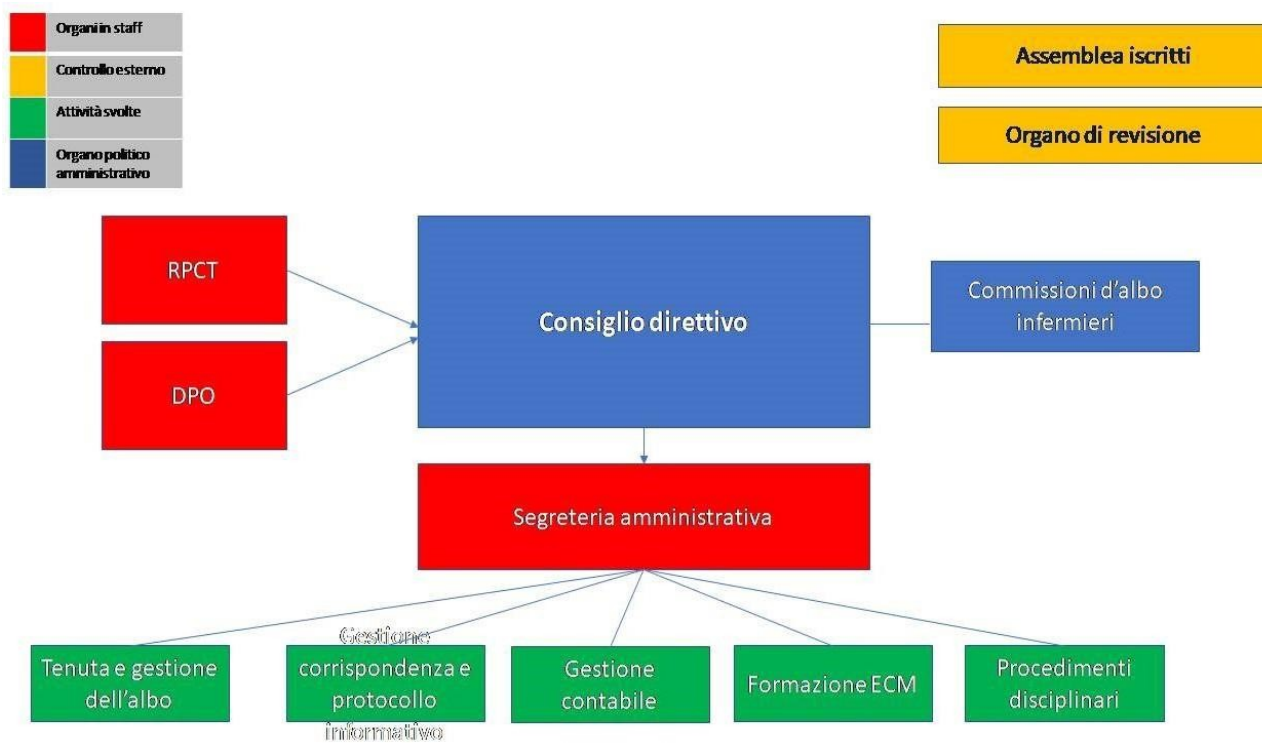 Organi in staff
Controllo esterno
Attività svolte
Organo politico
amministrativo
Assemblea iscritti
Organo di revisione
RPCT
DPO
Consiglio direttivo
Commissioni d'albo
infermieri
Segreteria amministrativa
Tenuta e gestione
dell'albo
Gestione
corrispondenza e
protocollo
informativo
Gestione
contabile
Formazione ECM
Procedimenti
disciplinari